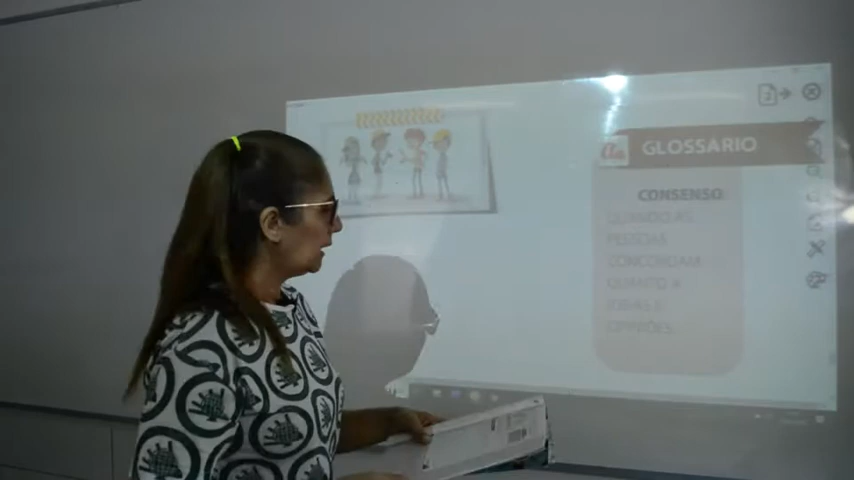 GLOSSÁRIO
CONSENSO
QUANDO AS
PESSOAS
CONCORDAM
QUANTO A
IDEIAS E
OPINIÕES